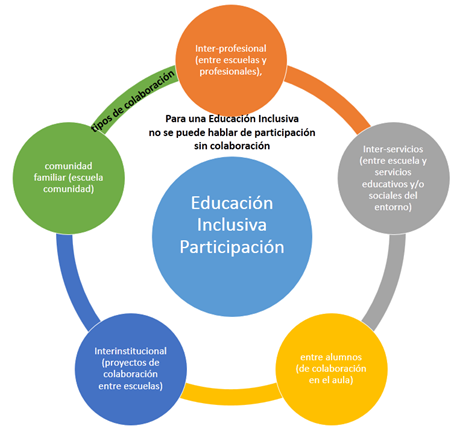 Inter-profesional
(entre escuelas y
profesionales),
tipos de colaboración
Para una Educación Inclusiva
no se puede hablar de participación
sin colaboración
Inter-servicios
(entre escuela y
servicios
educativos y/o
sociales del
entorno)
comunidad
familiar (escuela
comunidad)
Educación
Inclusiva
Participación
Interinstitucional
(proyectos de
colaboración
entre escuelas)
entre alumnos
(de colaboración
en el aula)